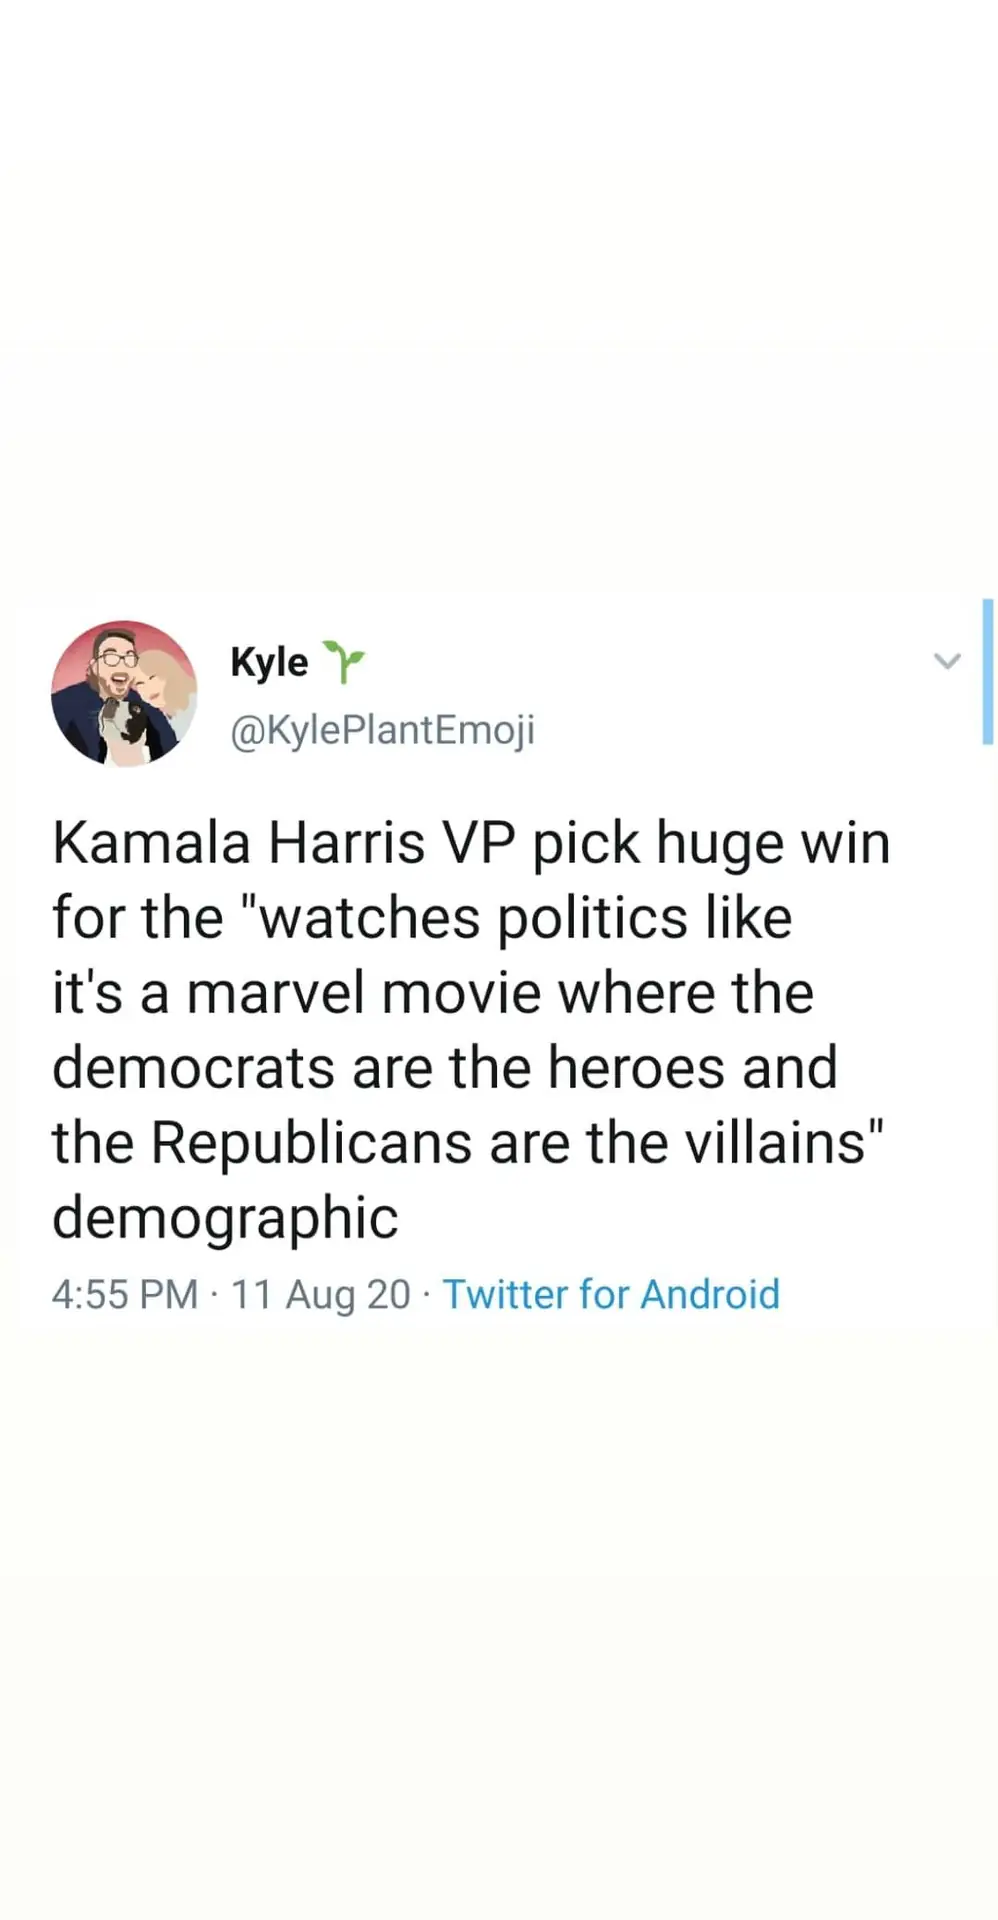 Kyle 🌱
@KylePlantEmoji
Kamala Harris VP pick huge win
for the "watches politics like
it's a marvel movie where the
democrats are the heroes and
the Republicans are the villains"
demographic
4:55 PM · 11 Aug 20 · Twitter for Android